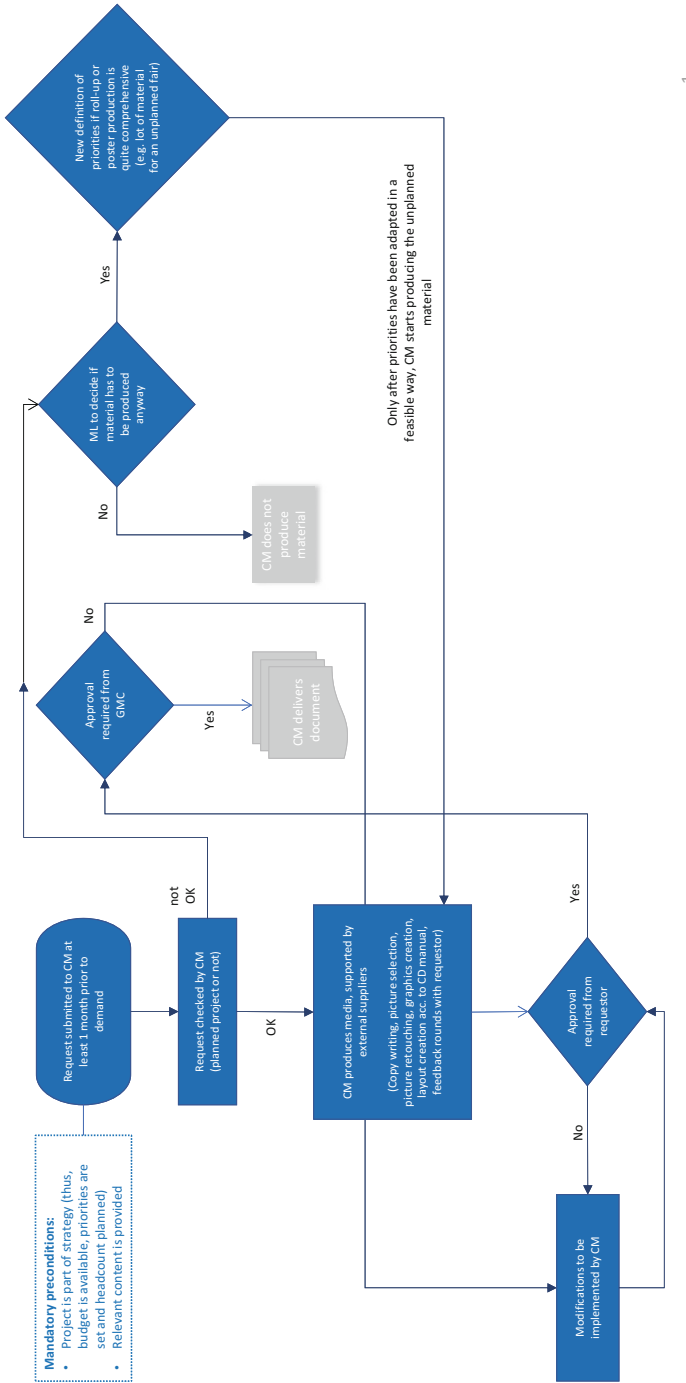 Mandatory preconditions:
• Project is part of strategy (thus,
budget is available, priorities are
set and headcount planned)
• Relevant content is provided
Request submitted to CM at
least 1 month prior to
demand
Request checked by CM
(planned project or not)
not
OK
OK
CM produces media, supported by
external suppliers
(Copy writing, picture selection,
picture retouching, graphics creation,
layout creation acc. to CD manual,
feedback rounds with requestor)
Modifications to be
implemented by CM
No
Approval
required from
requestor
Yes
Approval
required from
GMC
No
Yes
CM delivers
document
ML to decide if
material has to
be produced
anyway
No
CM does not
produce
material
Yes
New definition of
priorities if roll-up or
poster production is
quite comprehensive
(e.g. lot of material
for an unplanned fair)
Only after priorities have been adapted in a
feasible way, CM starts producing the unplanned
material